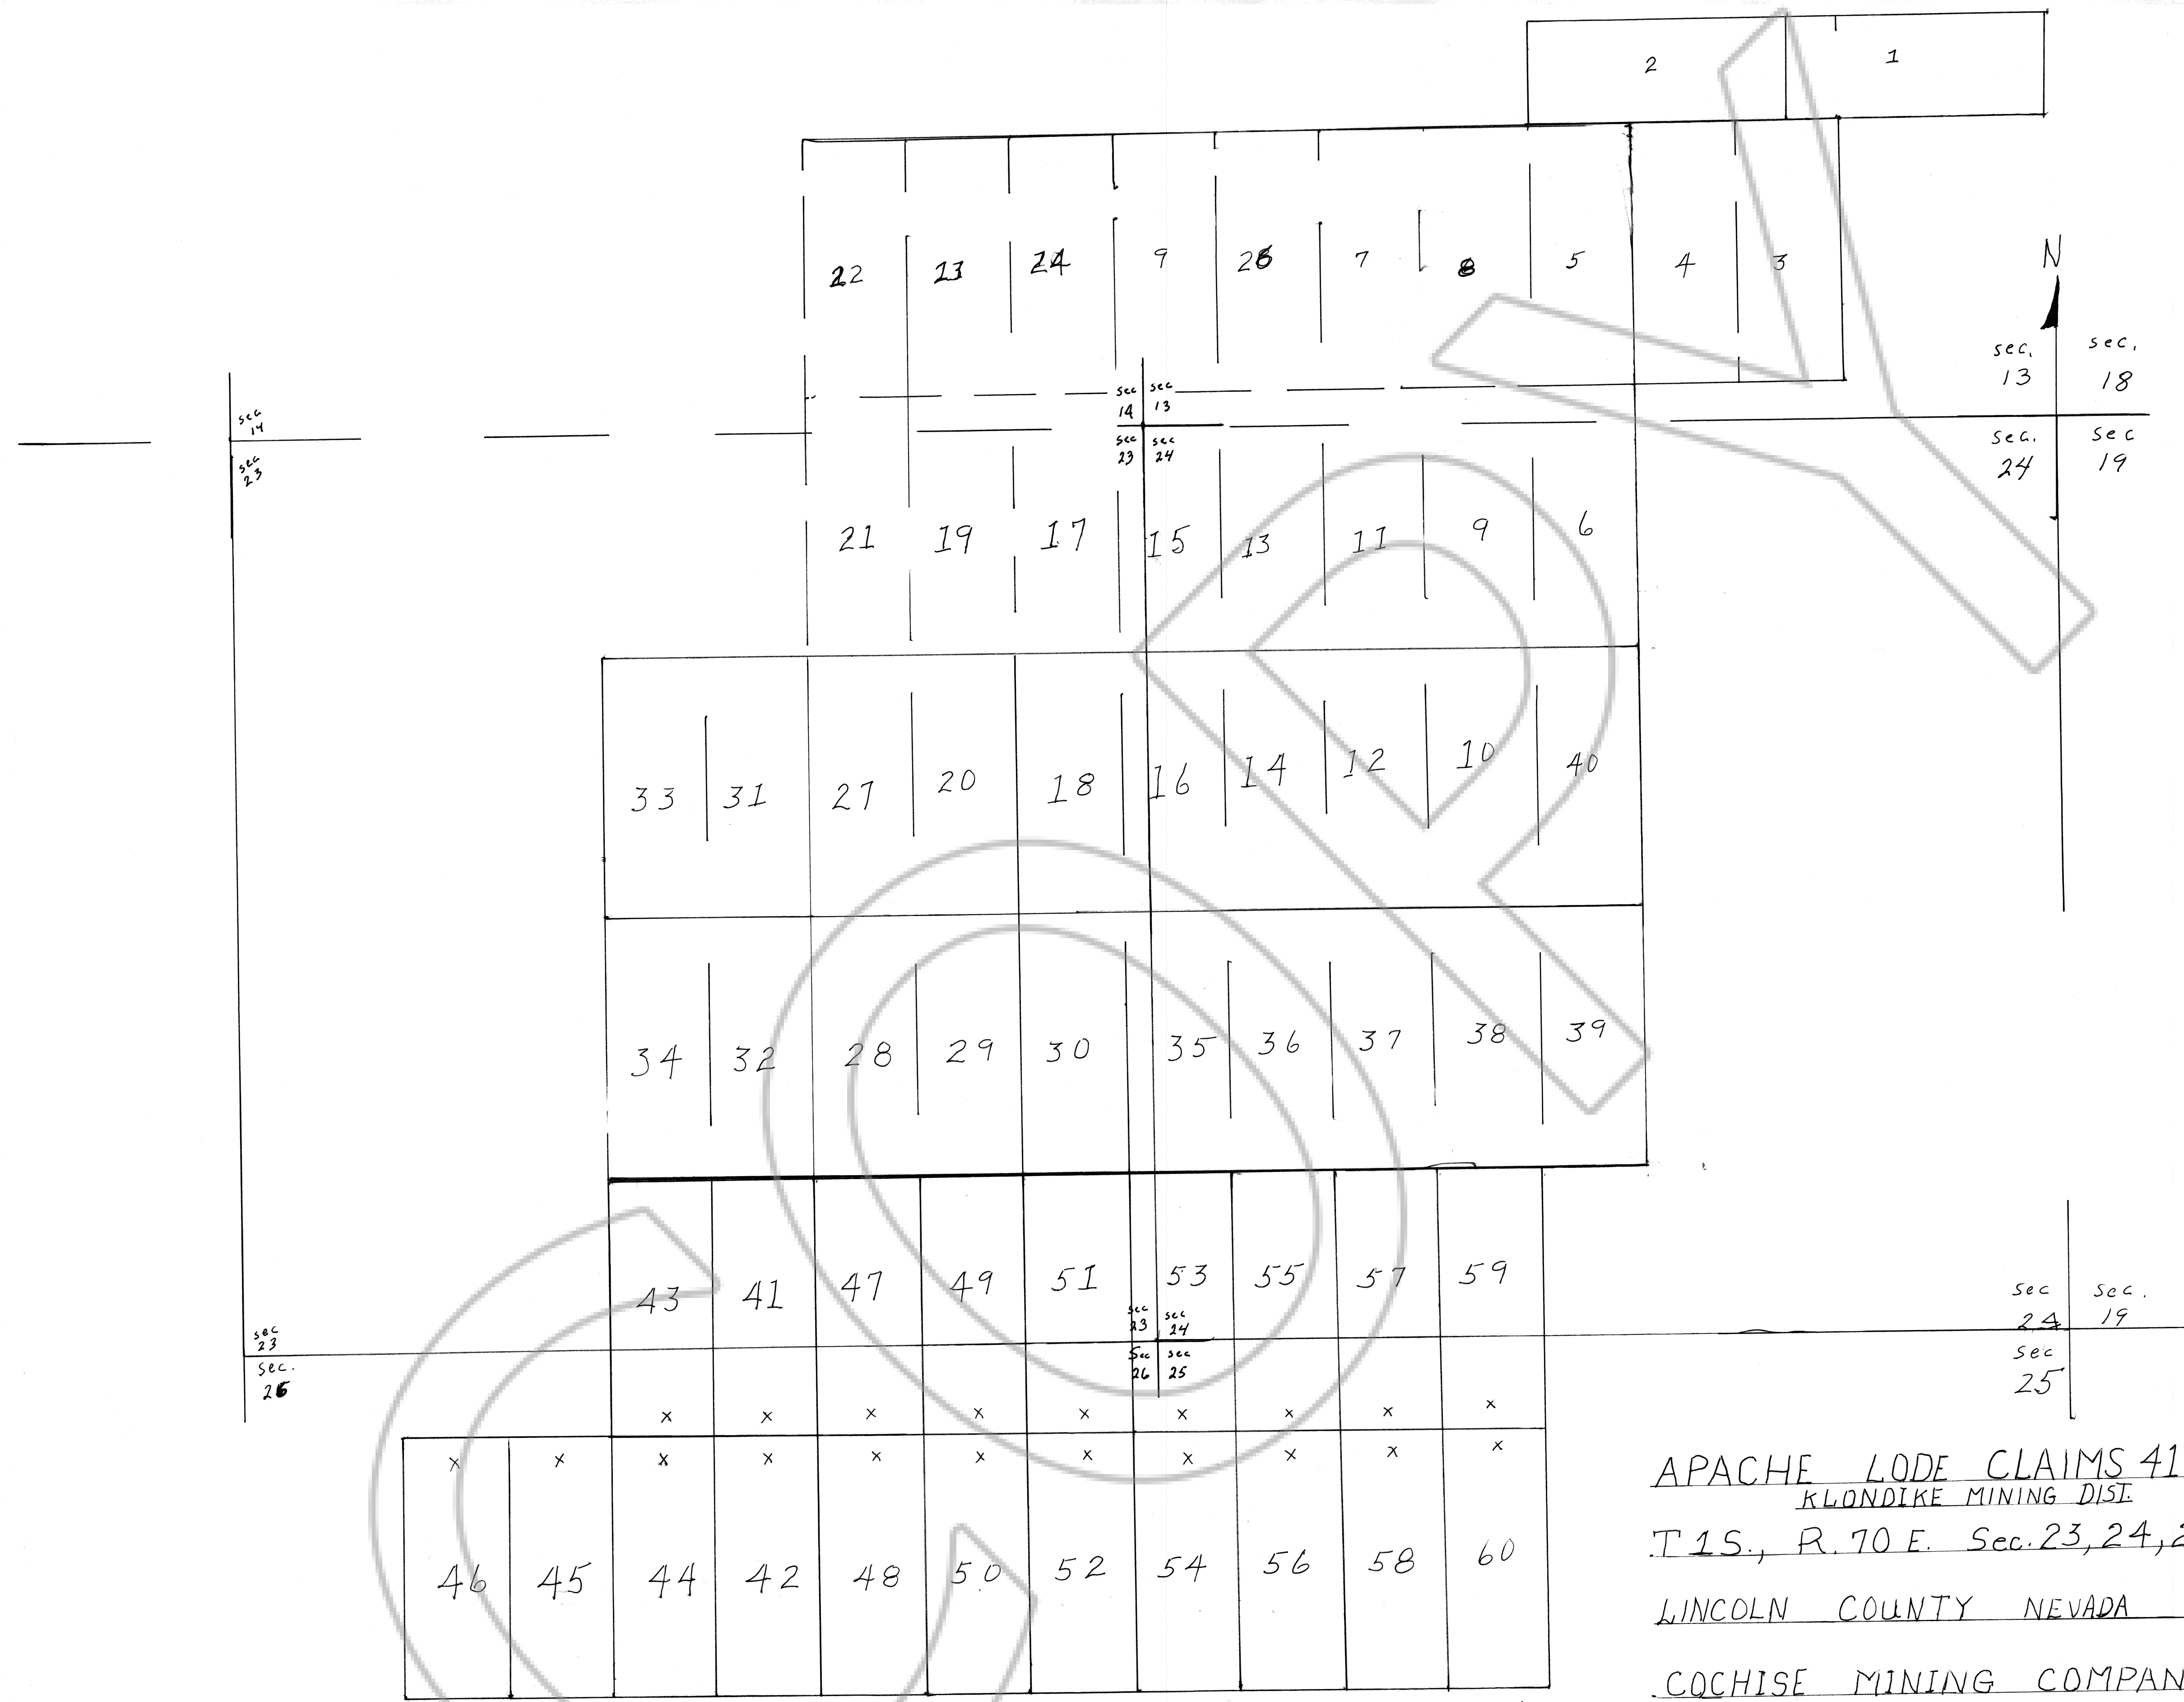 2 1
22 23 24 9 26 7 8 5 4 3
N
sec. sec.
13 18
sec. sec
24 19
sec
14
sec
23
sec sec
14 13
sec sec
23 24
21 19 17 15 13 11 9 6
33 31 27 20 18 16 14 12 10 40
34 32 28 29 30 35 36 37 38 39
43 41 47 49 51 53 55 57 59
sec
23
sec.
26
sec sec
23 24
Sec sec
26 25
sec sec.
24 19
sec
25
x x x x x x x x x
x x x x x x x x x x x
46 45 44 42 48 50 52 54 56 58 60
APACHE LODE CLAIMS 41
KLONDIKE MINING DIST.
T 1S., R. 70 E. Sec. 23, 24, 2
LINCOLN COUNTY NEVADA
COCHISE MINING COMPAN
COPY